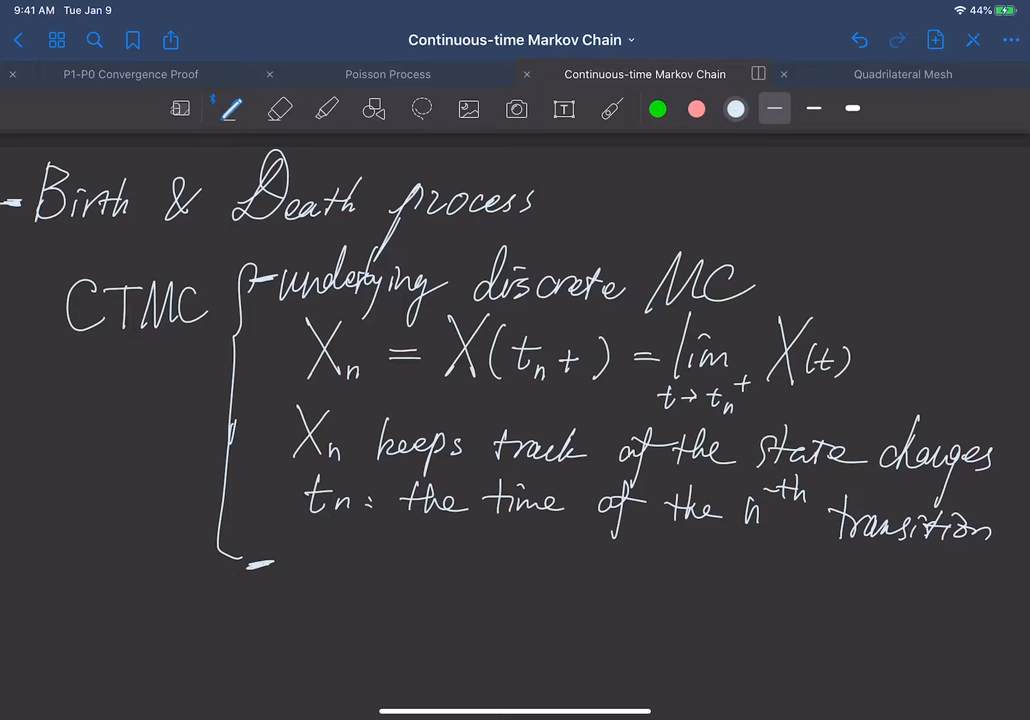 9:41 AM Tue Jan 9
44%
Continuous-time Markov Chain
P1-P0 Convergence Proof
Poisson Process
Continuous-time Markov Chain
Quadrilateral Mesh
- Birth & Death process
CTMC { - underlying discrete MC
Xₙ = X(tₙ+) = lim X(t)
t→tₙ⁺
Xₙ keeps track of the state changes
tₙ: the time of the n-th transition
-